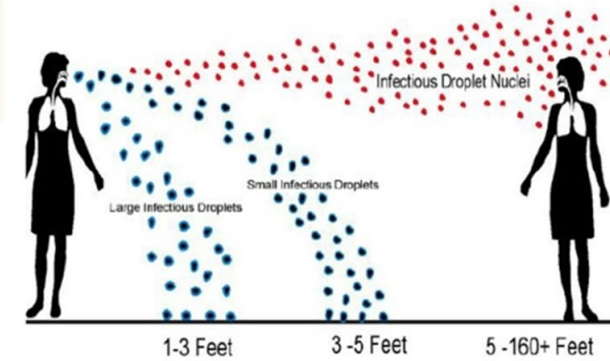 Infectious Droplet Nuclei
Small Infectious Droplets
Large Infectious Droplets
1-3 Feet
3 -5 Feet
5 -160+ Feet